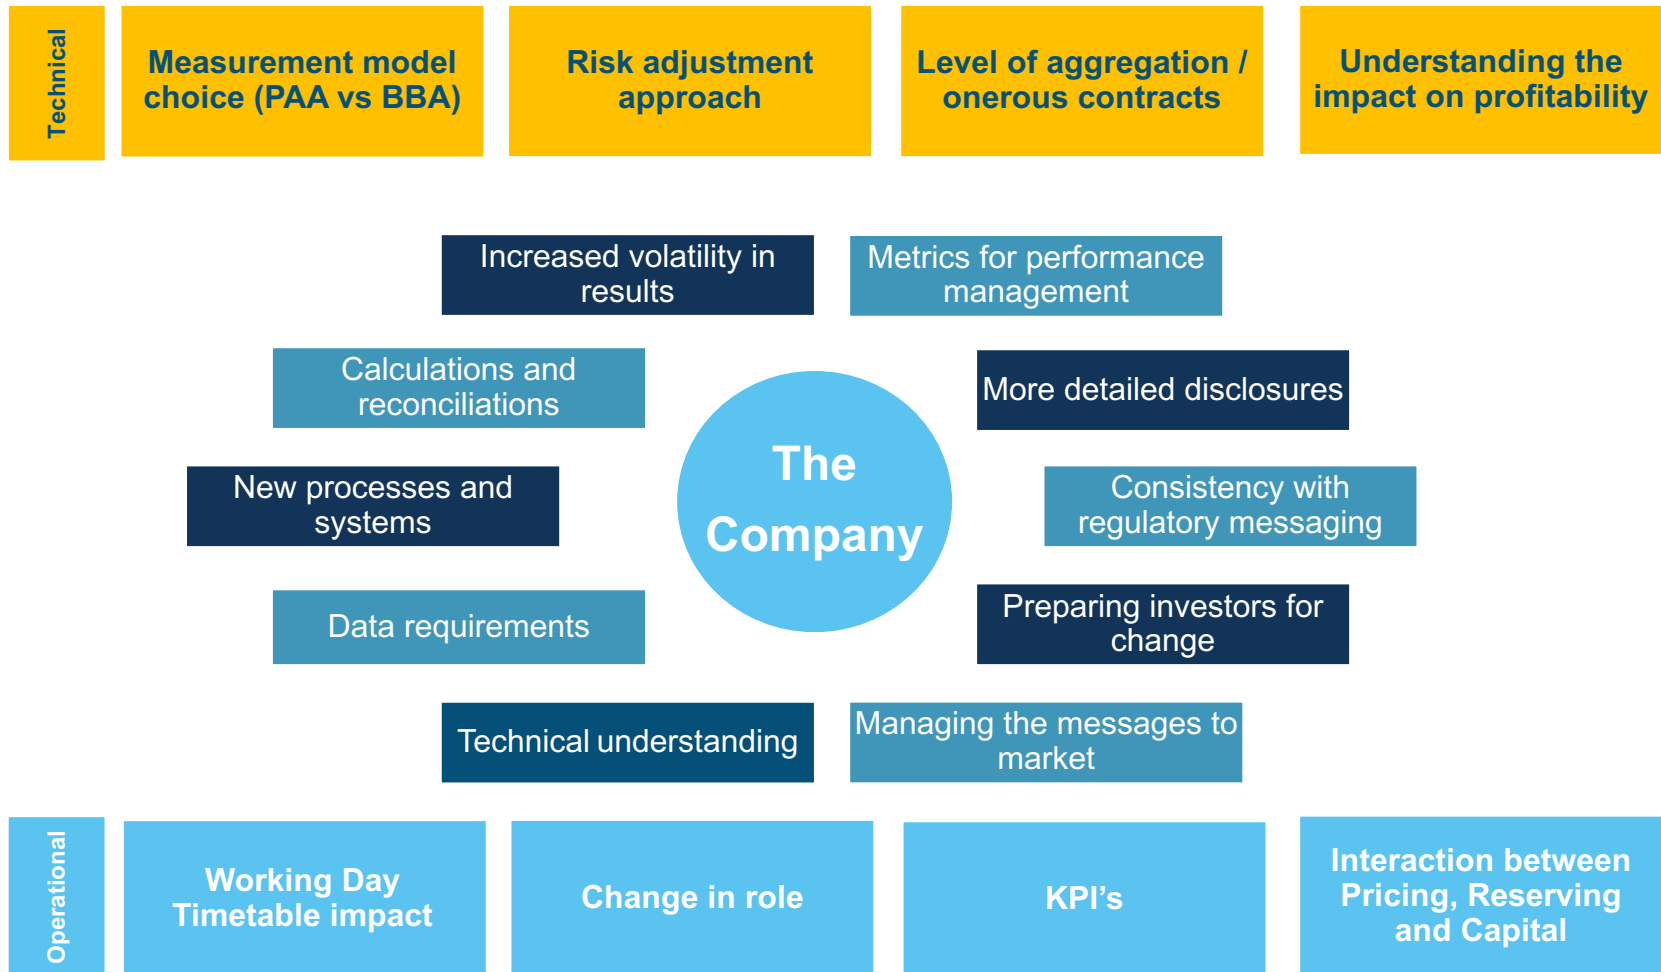 Technical
Measurement model
choice (PAA vs BBA)
Risk adjustment
approach
Level of aggregation /
onerous contracts
Understanding the
impact on profitability
Increased volatility in
results
Metrics for performance
management
Calculations and
reconciliations
More detailed disclosures
New processes and
systems
The
Company
Consistency with
regulatory messaging
Data requirements
Preparing investors for
change
Technical understanding
Managing the messages to
market
Operational
Working Day
Timetable impact
Change in role
KPI's
Interaction between
Pricing, Reserving
and Capital